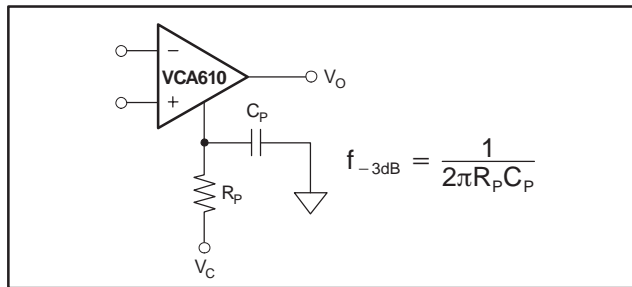 −
VCA610
+
V_O
C_P
R_P
V_C
f_−3dB = 1 / 2πR_PC_P